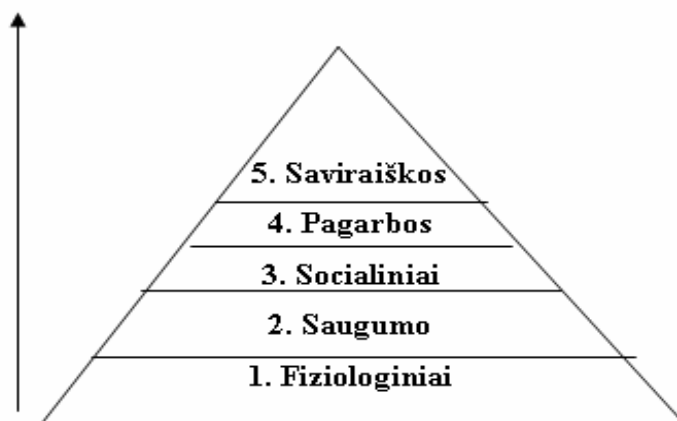 5. Saviraiškos
4. Pagarbos
3. Socialiniai
2. Saugumo
1. Fiziologiniai